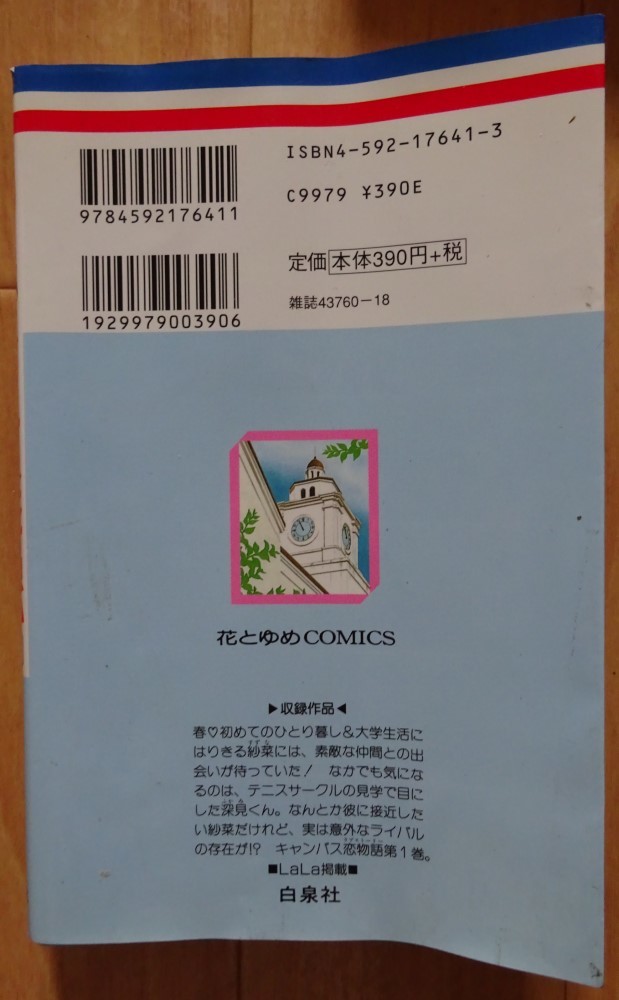 9784592176411
ISBN4-592-17641-3
C9979 ¥390E
1929979003906
定価本体390円+税
雑誌43760-18
花とゆめCOMICS
▶収録作品◀
春♡初めてのひとり暮し&大学生活に
はりきる紗菜には、素敵な仲間との出
会いが待っていた! なかでも気にな
るのは、テニスサークルの見学で目に
した深見くん。なんとか彼に接近した
い紗菜だけれど、実は意外なライバル
の存在が!? キャンパス恋物語第1巻。
■LaLa掲載■
白泉社